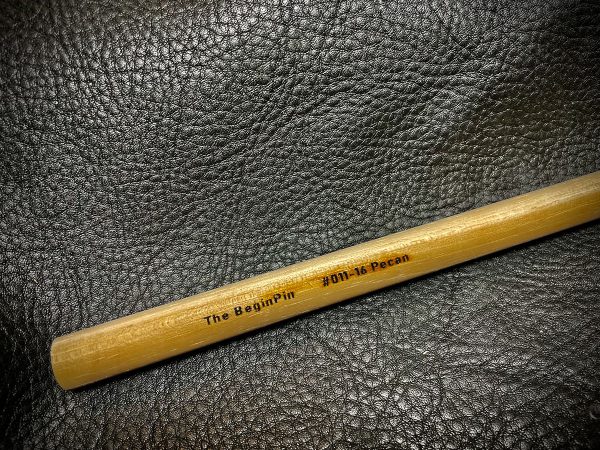 The BeginPin #011-16 Pecan